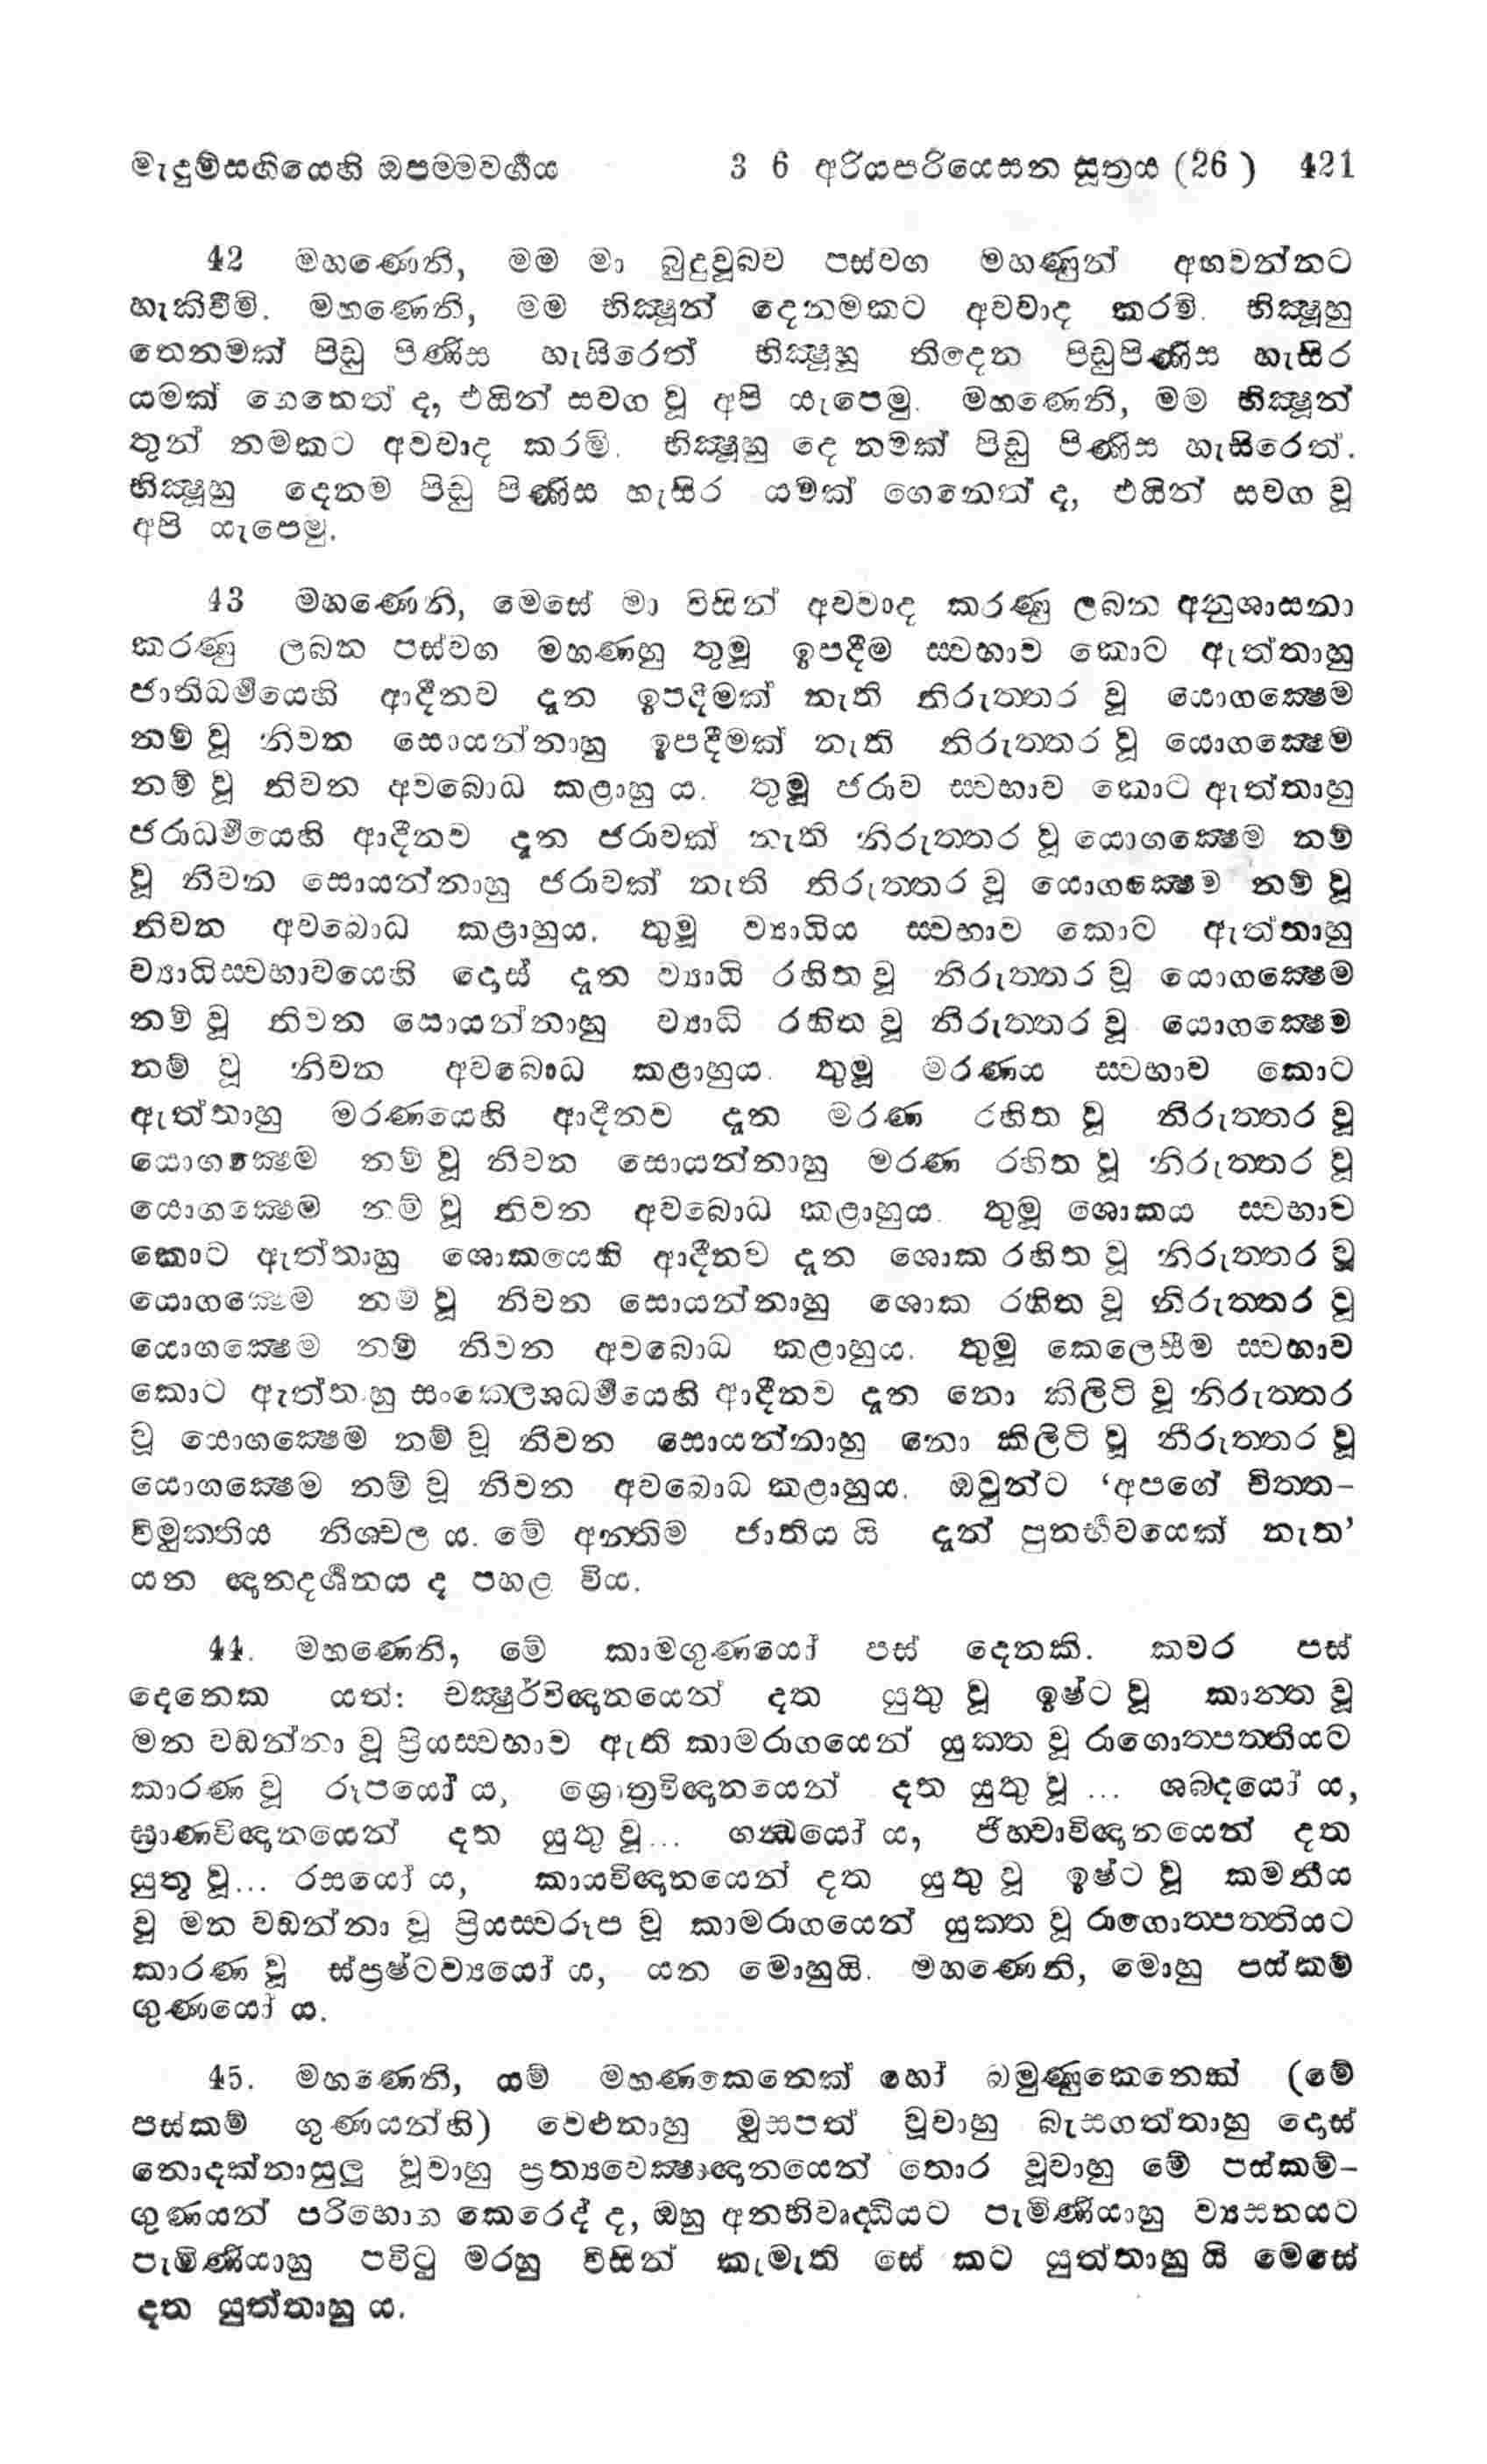 මැදුම්සඟියෙහි ඔපමමවර්‍ගය 3 6 අරියපරියෙසන සූත්‍රය (26) 421
42 මහණෙනි, මම මා බුදුවූබව පස්වග මහණුන් අඟවන්නට
හැකිවීමි. මහණෙනි, මම භික්‍ෂූන් දෙනමකට අවවාද කරමි. භික්‍ෂූහු
තෙනමක් පිඬු පිණිස හැසිරෙත් භික්‍ෂූහු තිදෙන පිඬුපිණිස හැසිර
යමක් ගෙනෙත් ද, එයින් සවග වූ අපි යැපෙමු. මහණෙනි, මම භික්‍ෂූන්
තුන් නමකට අවවාද කරමි. භික්‍ෂූහු දෙ නමක් පිඬු පිණිස හැසිරෙත්.
භික්‍ෂූහු දෙනම පිඬු පිණිස හැසිර යමක් ගෙනෙත් ද, එයින් සවග වූ
අපි යැපෙමු.
43 මහණෙනි, මෙසේ මා විසින් අවවාද කරණු ලබන අනුශාසනා
කරණු ලබන පස්වග මහණහු තුමූ ඉපදීම ස්වභාව කොට ඇත්තාහු
ජාතිධර්‍මයෙහි ආදීනව දැන ඉපදීමක් නැති නිරුත්තර වූ යොගක්‍ෂෙම
නම් වූ නිවන සොයන්නාහු ඉපදීමක් නැති නිරුත්තර වූ යොගක්‍ෂෙම
නම් වූ නිවන අවබොධ කළාහු ය. තුමූ ජරාව ස්වභාව කොට ඇත්තාහු
ජරාධර්‍මයෙහි ආදීනව දැන ජරාවක් නැති නිරුත්තර වූ යොගක්‍ෂෙම නම්
වූ නිවන සොයන්නාහු ජරාවක් නැති නිරුත්තර වූ යොගක්‍ෂෙම නම් වූ
නිවන අවබොධ කළාහුය. තුමූ ව්‍යාධිය ස්වභාව කොට ඇත්තාහු
ව්‍යාධිස්වභාවයෙහි දොස් දැන ව්‍යාධි රහිත වූ නිරුත්තර වූ යොගක්‍ෂෙම
නම් වූ නිවන සොයන්නාහු ව්‍යාධි රහිත වූ නිරුත්තර වූ යොගක්‍ෂෙම
නම් වූ නිවන අවබොධ කළාහුය. තුමූ මරණය ස්වභාව කොට
ඇත්තාහු මරණයෙහි ආදීනව දැන මරණ රහිත වූ නිරුත්තර වූ
යොගක්‍ෂෙම නම් වූ නිවන සොයන්නාහු මරණ රහිත වූ නිරුත්තර වූ
යොගක්‍ෂෙම නම් වූ නිවන අවබොධ කළාහුය. තුමූ ශොකය ස්වභාව
කොට ඇත්තාහු ශොකයෙහි ආදීනව දැන ශොක රහිත වූ නිරුත්තර වූ
යොගක්‍ෂෙම නම් වූ නිවන සොයන්නාහු ශොක රහිත වූ නිරුත්තර වූ
යොගක්‍ෂෙම නම් නිවන අවබොධ කළාහුය. තුමූ කෙලෙසීම ස්වභාව
කොට ඇත්තාහු සංක්ලෙශධර්‍මයෙහි ආදීනව දැන නො කිලිටි වූ නිරුත්තර
වූ යොගක්‍ෂෙම නම් වූ නිවන සොයන්නාහු නො කිලිටි වූ නිරුත්තර වූ
යොගක්‍ෂෙම නම් වූ නිවන අවබොධ කළාහුය. ඔවුන්ට ‘අපගේ චිත්ත-
විමුක්තිය නිශ්චල ය. මේ අන්තිම ජාතිය යි දැන් පුනර්‍භවයෙක් නැත’
යන ඥානදර්‍ශනය ද පහළ විය.
44. මහණෙනි, මේ කාමගුණයෝ පස් දෙනකි. කවර පස්
දෙනෙක යත්: චක්‍ෂුර්විඥානයෙන් දත යුතු වූ ඉෂ්ට වූ කාන්ත වූ
මන වඩන්නා වූ ප්‍රියස්වභාව ඇති කාමරාගයෙන් යුක්ත වූ රාගොත්පත්තියට
කාරණ වූ රූපයෝ ය, ශ්‍රොත්‍රවිඥානයෙන් දත යුතු වූ ... ශබ්දයෝ ය,
ඝ්‍රාණවිඥානයෙන් දත යුතු වූ... ගන්ධයෝ ය, ජිහ්වාවිඥානයෙන් දත
යුතු වූ... රසයෝ ය, කායවිඥානයෙන් දත යුතු වූ ඉෂ්ට වූ කමනීය
වූ මන වඩන්නා වූ ප්‍රියස්වරූප වූ කාමරාගයෙන් යුක්ත වූ රාගොත්පත්තියට
කාරණ වූ ස්ප්‍රෂ්ටව්‍යයෝ ය, යන මොහුයි. මහණෙනි, මොහු පස්කම්
ගුණයෝ ය.
45. මහණෙනි, යම් මහණකෙනෙක් හෝ බමුණුකෙනෙක් (මේ
පස්කම් ගුණයන්හි) වෙළුනාහු මුසපත් වූවාහු බැසගත්තාහු දොස්
නොදක්නාසුලු වූවාහු ප්‍රත්‍යවෙක්‍ෂාඥානයෙන් තොර වූවාහු මේ පස්කම්-
ගුණයන් පරිභොග කෙරෙද් ද, ඔහු අනභිවෘද්ධියට පැමිණියාහු ව්‍යසනයට
පැමිණියාහු පවිටු මරහු විසින් කැමැති සේ කට යුත්තාහු යි මෙසේ
දත යුත්තාහු ය.